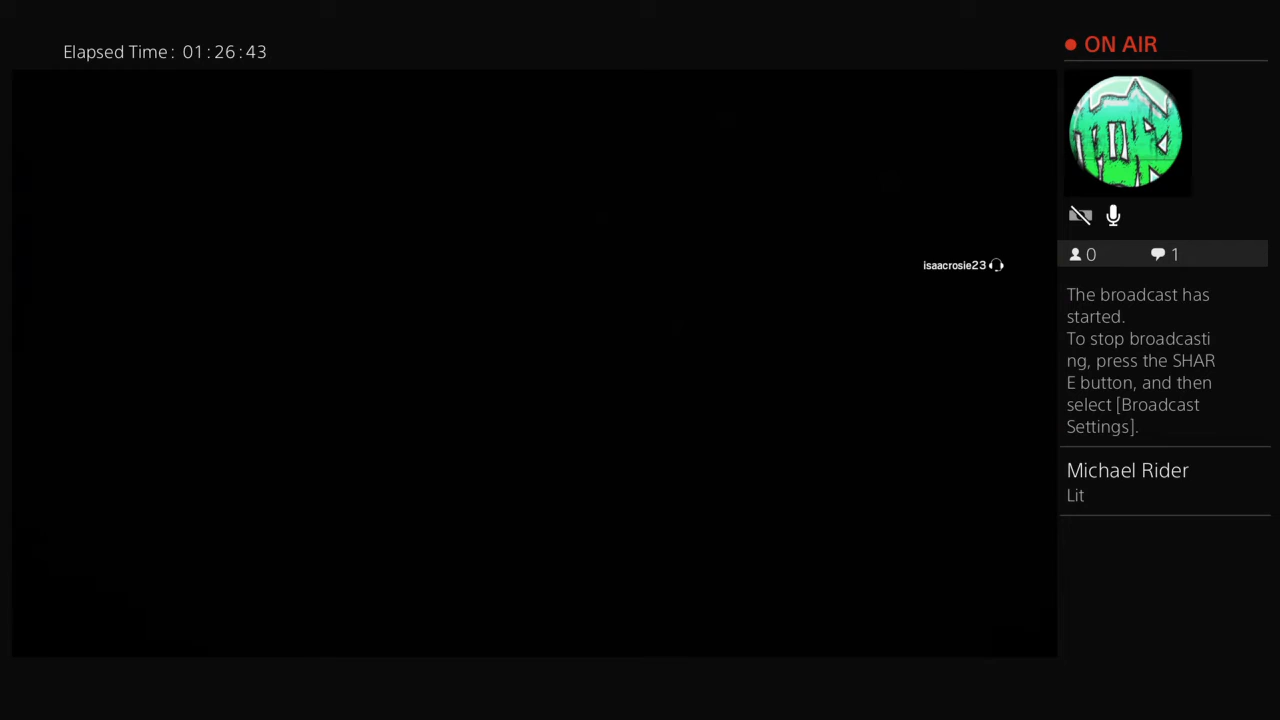 Elapsed Time: 01:26:43
ON AIR
0 1
isaacrosie23
The broadcast has
started.
To stop broadcasti
ng, press the SHAR
E button, and then
select [Broadcast
Settings].
Michael Rider
Lit